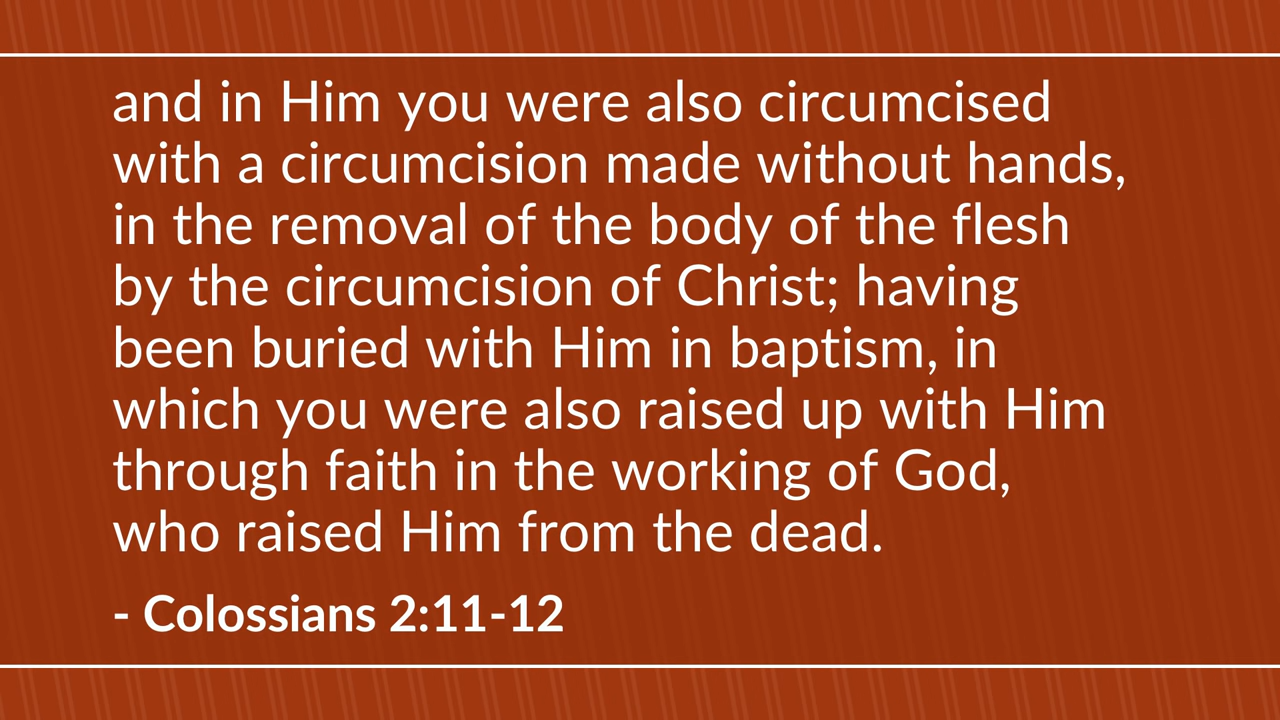 and in Him you were also circumcised
with a circumcision made without hands,
in the removal of the body of the flesh
by the circumcision of Christ; having
been buried with Him in baptism, in
which you were also raised up with Him
through faith in the working of God,
who raised Him from the dead.
- Colossians 2:11-12